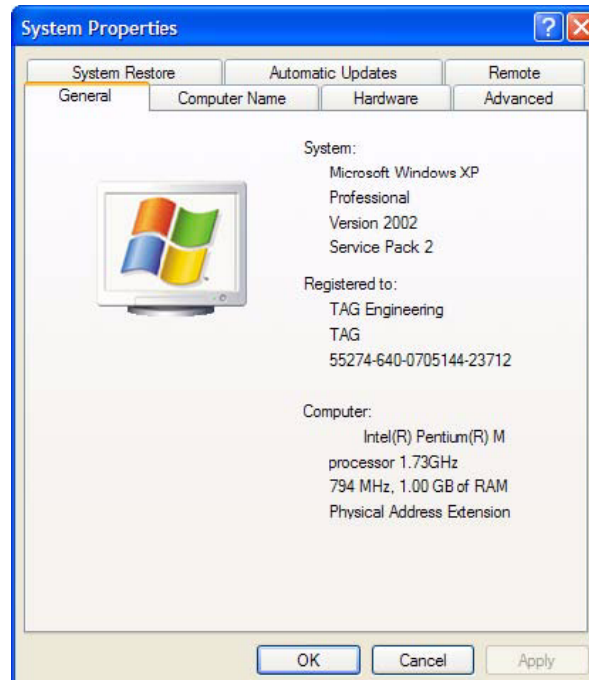 System Properties
System Restore
Automatic Updates
Remote
General
Computer Name
Hardware
Advanced
System:
Microsoft Windows XP
Professional
Version 2002
Service Pack 2
Registered to:
TAG Engineering
TAG
55274-640-0705144-23712
Computer:
Intel(R) Pentium(R) M
processor 1.73GHz
794 MHz, 1.00 GB of RAM
Physical Address Extension
OK
Cancel
Apply